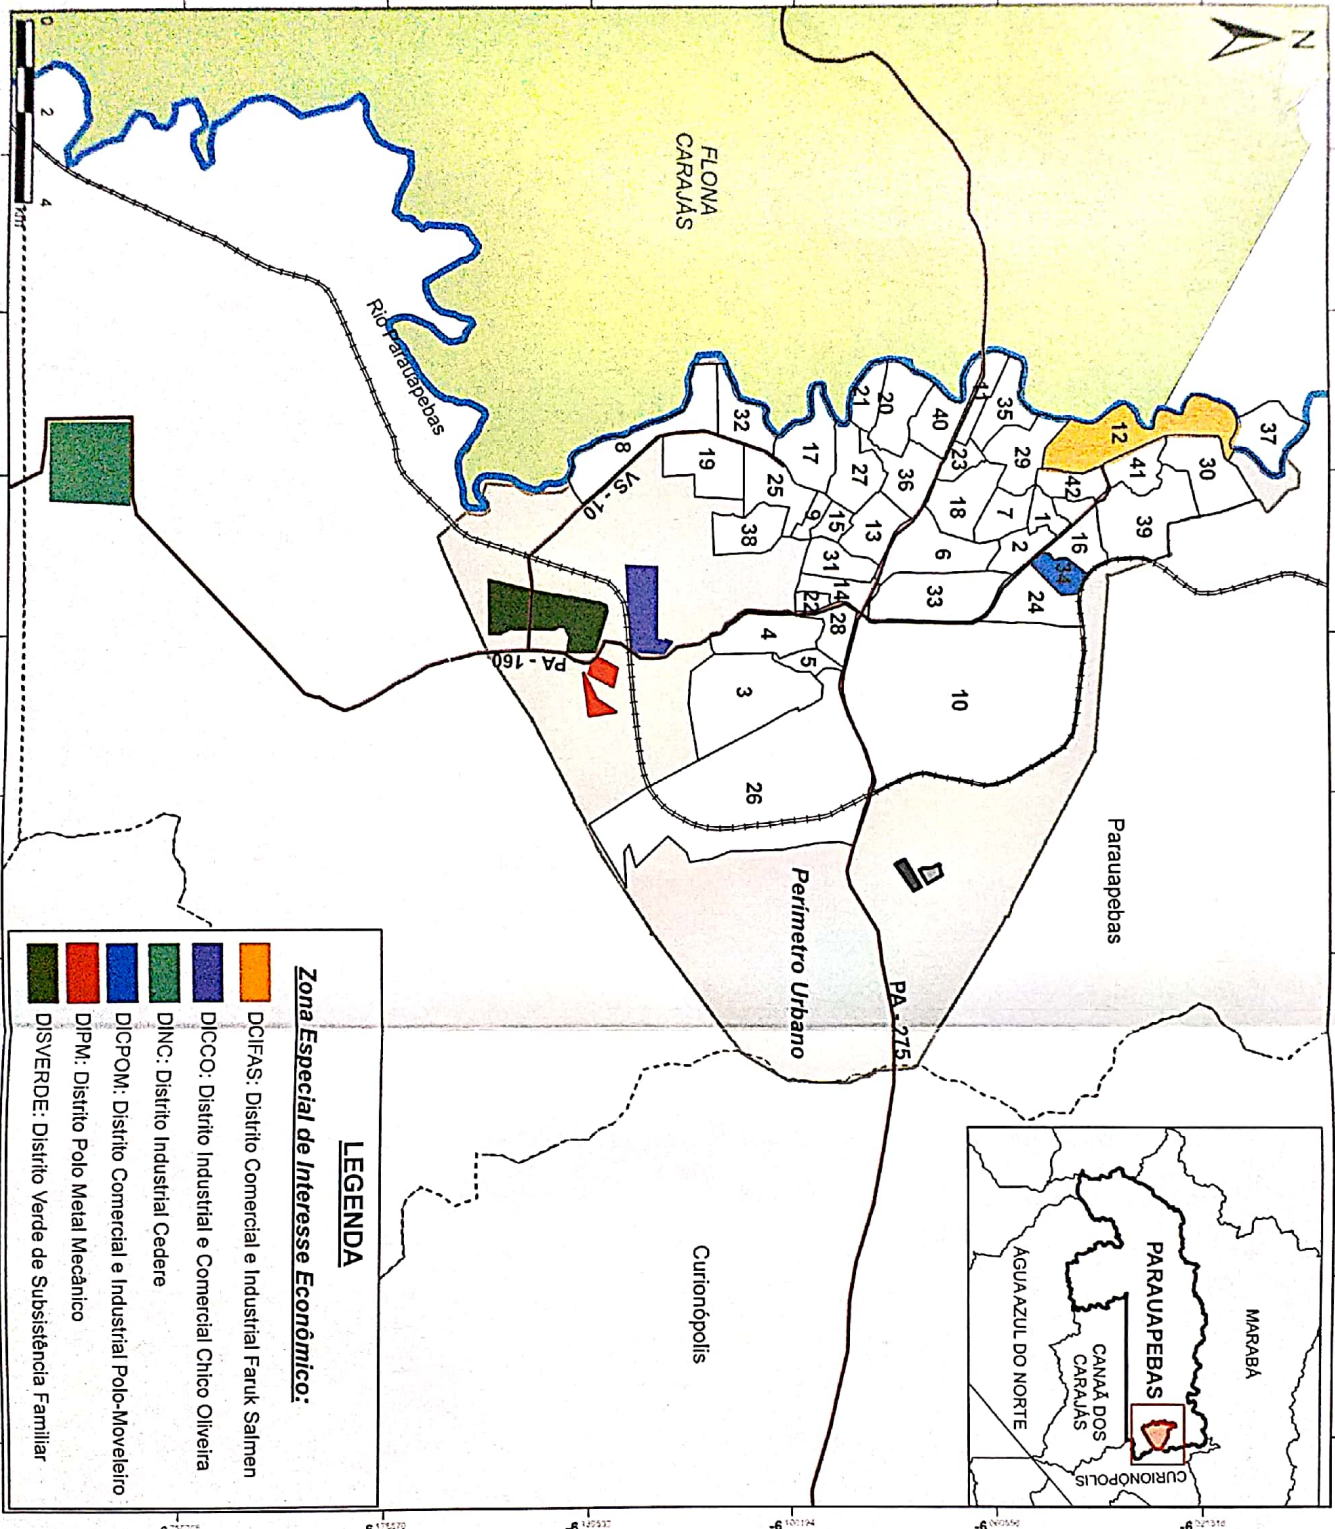 N
0 2 4
FLONA
CARAJÁS
Rio Parauapebas
37
12
30
41
35
11
40
20
21
29
42
39
23
36
27
17
32
8
18
7
1
16
19
25
9
15
13
6
2
34
38
31
14
22
33
24
28
4
5
3
10
26
VS - 10
PA - 160
PA - 275
Parauapebas
Perímetro Urbano
Curionópolis
MARABÁ
PARAUAPEBAS
CANAÃ DOS
CARAJÁS
ÁGUA AZUL DO NORTE
CURIONÓPOLIS
LEGENDA
Zona Especial de Interesse Econômico:
DCIFAS: Distrito Comercial e Industrial Faruk Salmen
DICCO: Distrito Industrial e Comercial Chico Oliveira
DINC: Distrito Industrial Cedere
DICPOM: Distrito Comercial e Industrial Polo-Moveleiro
DIPM: Distrito Polo Metal Mecânico
DISVERDE: Distrito Verde de Subsistência Familiar